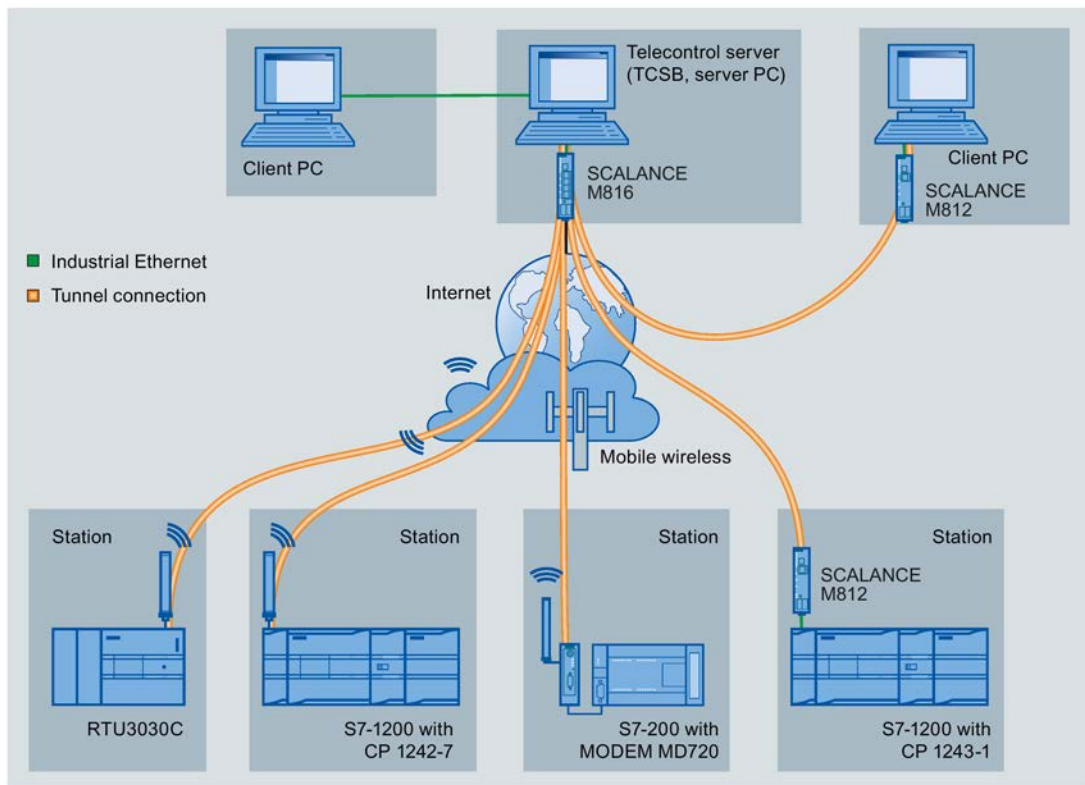 Telecontrol server
(TCSB, server PC)
Client PC
SCALANCE
M816
Client PC
SCALANCE
M812
Industrial Ethernet
Tunnel connection
Internet
Mobile wireless
Station
Station
Station
Station
SCALANCE
M812
RTU3030C
S7-1200 with
CP 1242-7
S7-200 with
MODEM MD720
S7-1200 with
CP 1243-1